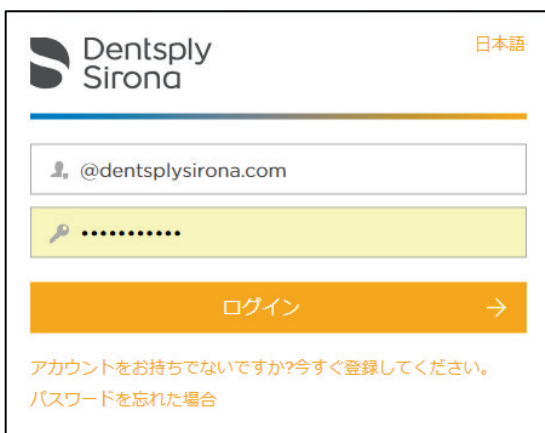 Dentsply
Sirona
日本語
@dentsplysirona.com
•••••••••••
ログイン
アカウントをお持ちでないですか?今すぐ登録してください。
パスワードを忘れた場合